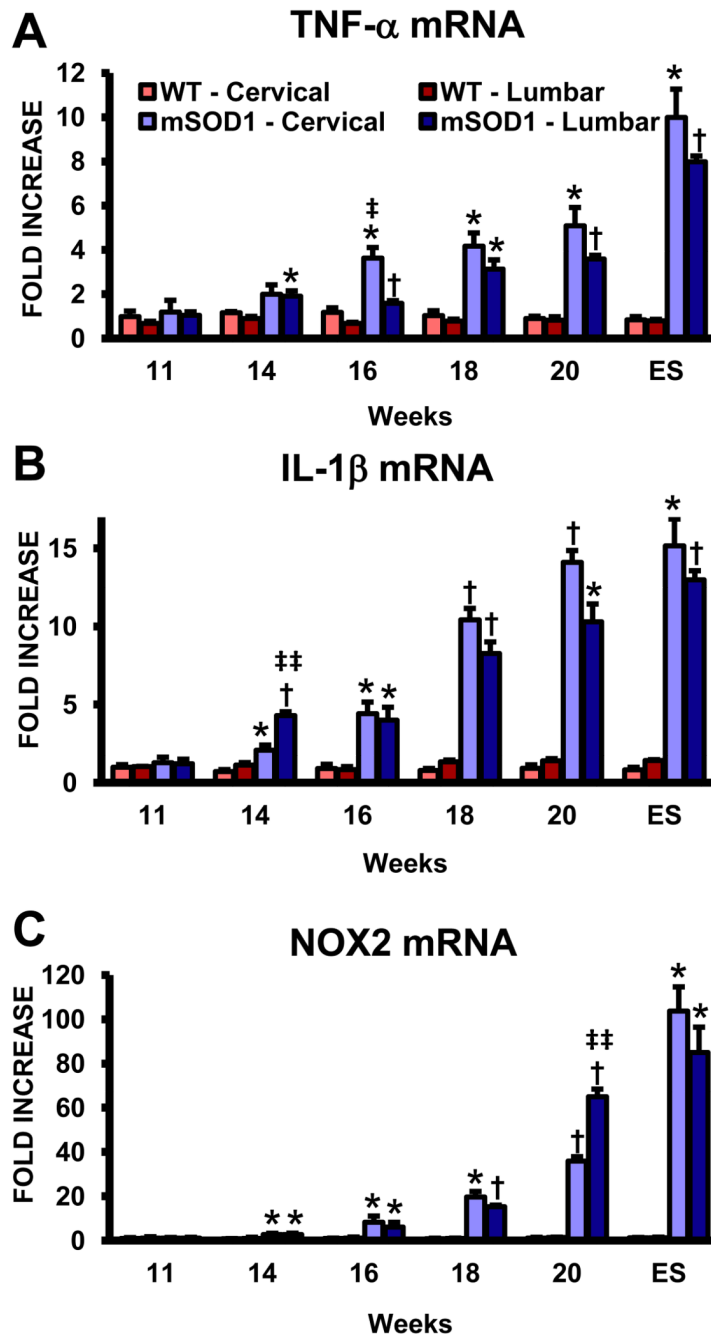 A
TNF-α mRNA
FOLD INCREASE
12
10
8
6
4
2
0
WT - Cervical
WT - Lumbar
mSOD1 - Cervical
mSOD1 - Lumbar
*
‡
*
†
*
*
*
†
*
†
11 14 16 18 20 ES
Weeks
B
IL-1β mRNA
FOLD INCREASE
15
10
5
0
*
‡‡
†
*
*
†
†
†
*
*
†
11 14 16 18 20 ES
Weeks
C
NOX2 mRNA
FOLD INCREASE
120
100
80
60
40
20
0
* *
* *
*
†
†
‡‡
†
*
*
11 14 16 18 20 ES
Weeks